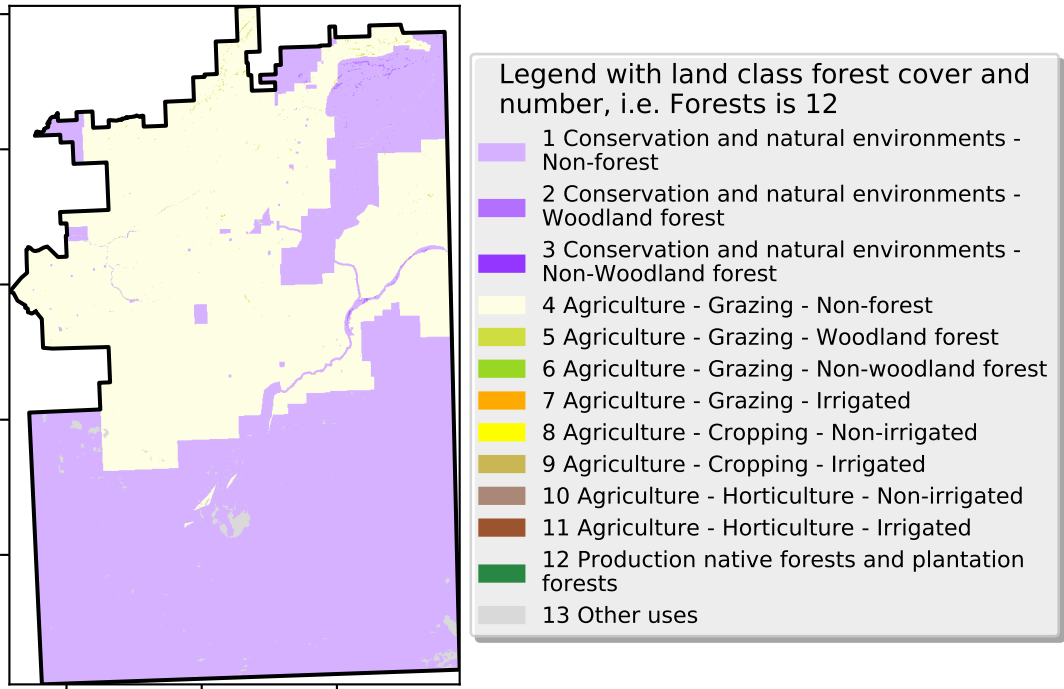 Legend with land class forest cover and
number, i.e. Forests is 12
1 Conservation and natural environments -
Non-forest
2 Conservation and natural environments -
Woodland forest
3 Conservation and natural environments -
Non-Woodland forest
4 Agriculture - Grazing - Non-forest
5 Agriculture - Grazing - Woodland forest
6 Agriculture - Grazing - Non-woodland forest
7 Agriculture - Grazing - Irrigated
8 Agriculture - Cropping - Non-irrigated
9 Agriculture - Cropping - Irrigated
10 Agriculture - Horticulture - Non-irrigated
11 Agriculture - Horticulture - Irrigated
12 Production native forests and plantation
forests
13 Other uses